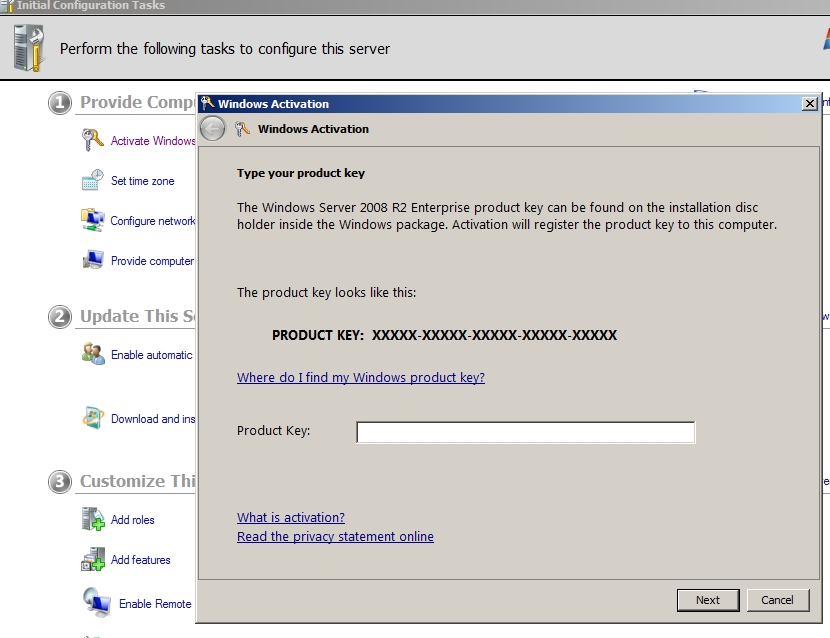 Initial Configuration Tasks
Perform the following tasks to configure this server
1 Provide Comp
Activate Windows
Set time zone
Configure network
Provide computer
2 Update This Se
Enable automatic
Download and ins
3 Customize Thi
Add roles
Add features
Enable Remote
Windows Activation
Windows Activation
Type your product key
The Windows Server 2008 R2 Enterprise product key can be found on the installation disc
holder inside the Windows package. Activation will register the product key to this computer.
The product key looks like this:
PRODUCT KEY: XXXXX-XXXXX-XXXXX-XXXXX-XXXXX
Where do I find my Windows product key?
Product Key:
What is activation?
Read the privacy statement online
Next
Cancel